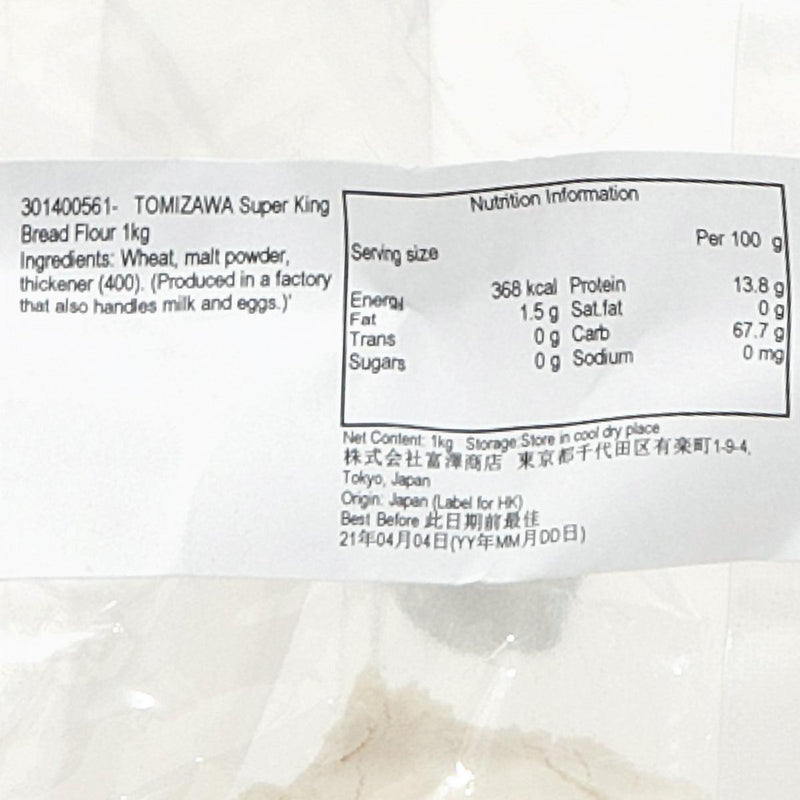 301400561- TOMIZAWA Super King
Bread Flour 1kg
Ingredients: Wheat, malt powder,
thickener (400). (Produced in a factory
that also handles milk and eggs.)'
Nutrition Information
Serving size Per 100 g
Energy 368 kcal Protein 13.8 g
Fat 1.5 g Sat.fat 0 g
Trans 0 g Carb 67.7 g
Sugars 0 g Sodium 0 mg
Net Content: 1kg Storage:Store in cool dry place
株式会社富澤商店 東京都千代田区有楽町1-9-4,
Tokyo, Japan
Origin: Japan (Label for HK)
Best Before 此日期前最佳
21年04月04日(YY年MM月DD日)